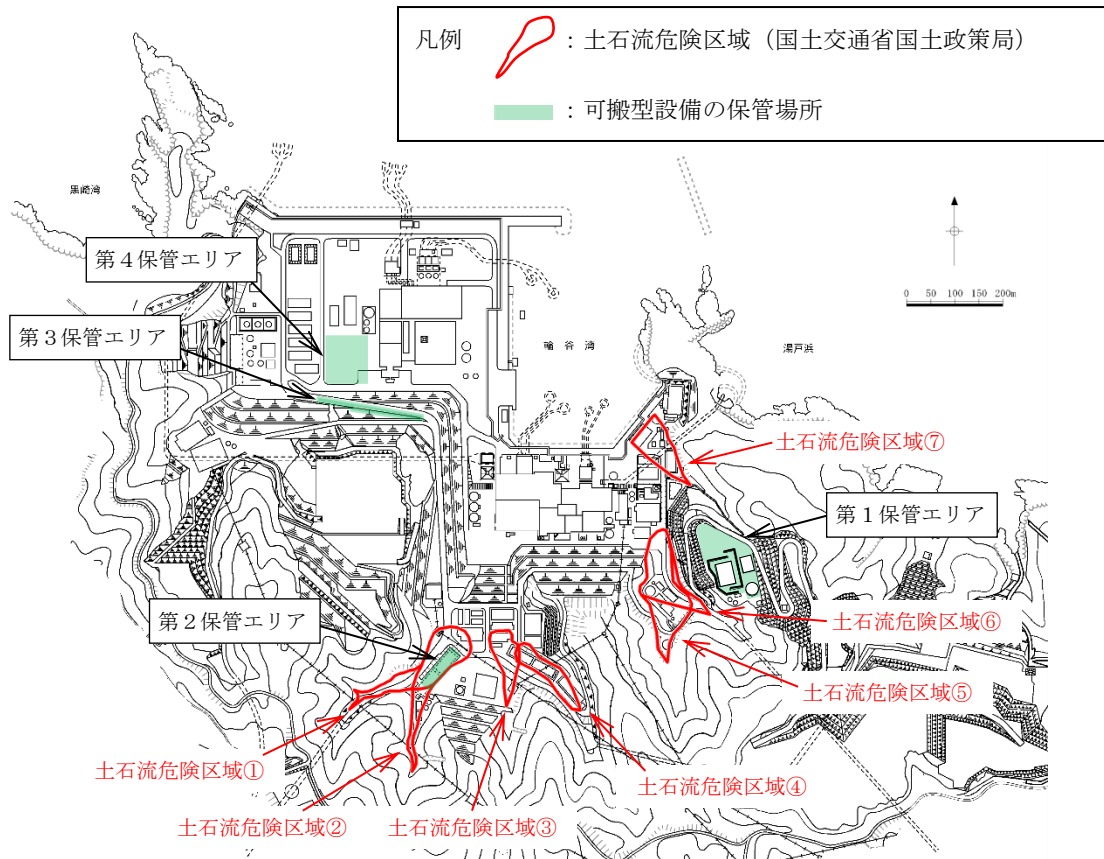 凡例
：土石流危険区域（国土交通省国土政策局）
：可搬型設備の保管場所
黒崎湾
第４保管エリア
第３保管エリア
輪谷湾
湯戸浜
0 50 100 150 200m
土石流危険区域⑦
第１保管エリア
第２保管エリア
土石流危険区域⑥
土石流危険区域⑤
土石流危険区域①
土石流危険区域④
土石流危険区域②
土石流危険区域③